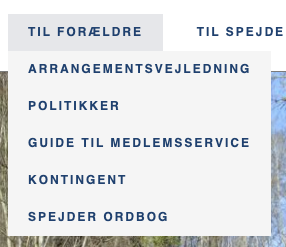 TIL FORÆLDRE
TIL SPEJDE
ARRANGEMENTSVEJLEDNING
POLITIKKER
GUIDE TIL MEDLEMSSERVICE
KONTINGENT
SPEJDER ORDBOG